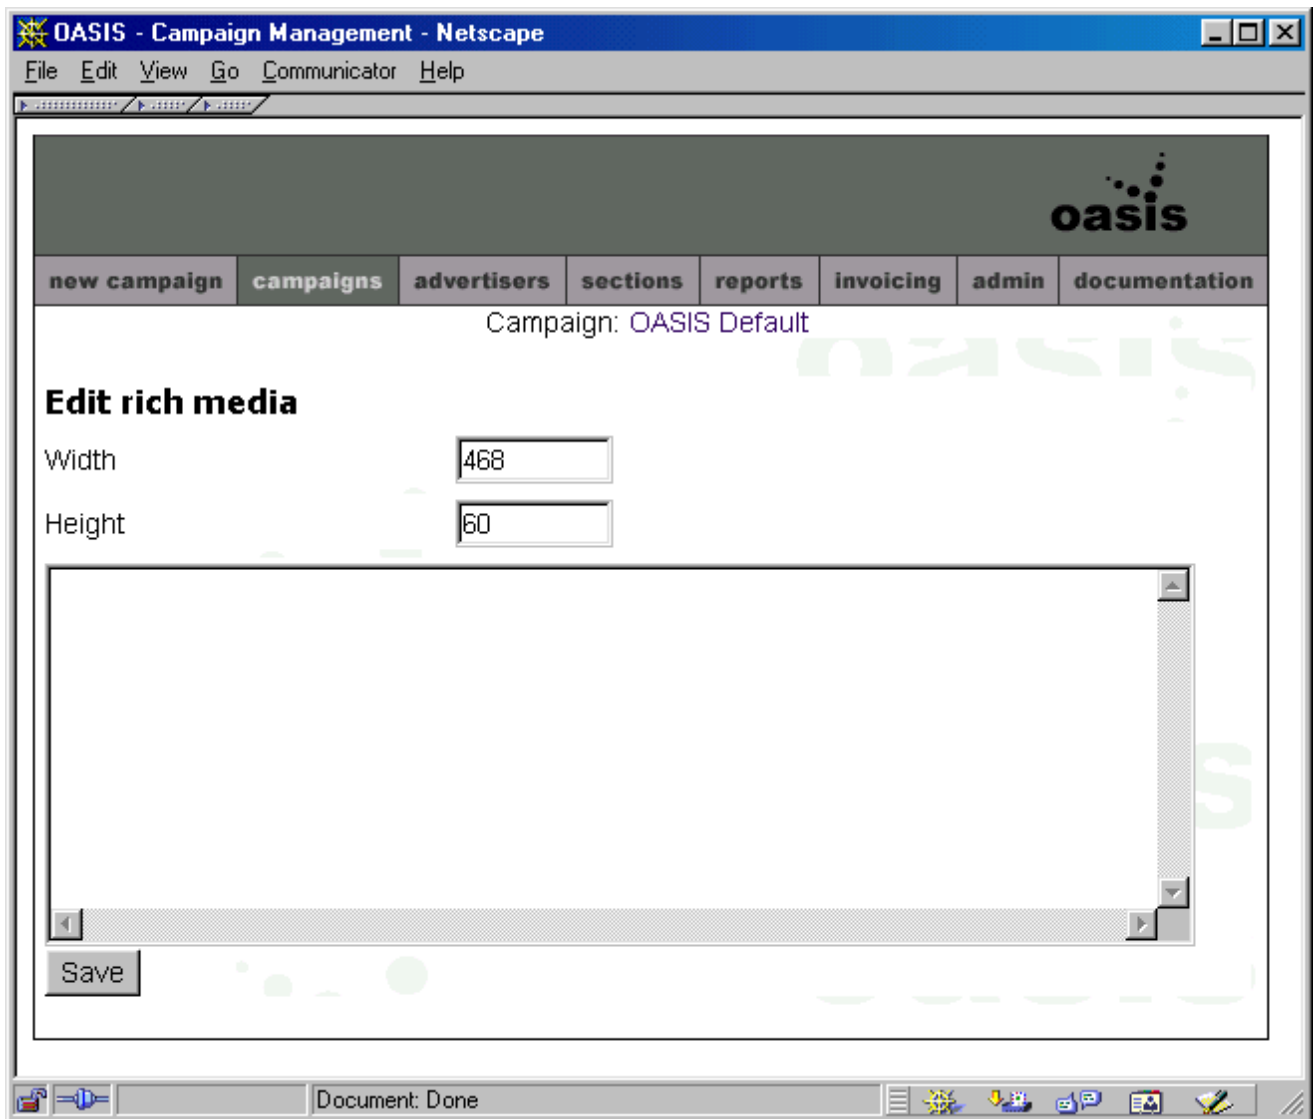 OASIS - Campaign Management - Netscape
File Edit View Go Communicator Help
oasis
new campaign campaigns advertisers sections reports invoicing admin documentation
Campaign: OASIS Default
Edit rich media
Width 468
Height 60
Save
Document: Done